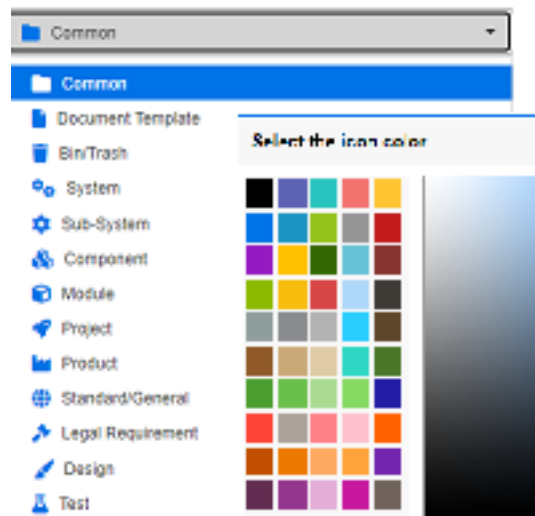 Common
Common
Document Template
Bin/Trash
Select the icon color
System
Sub-System
Component
Module
Project
Product
Standard/General
Legal Requirement
Design
Test